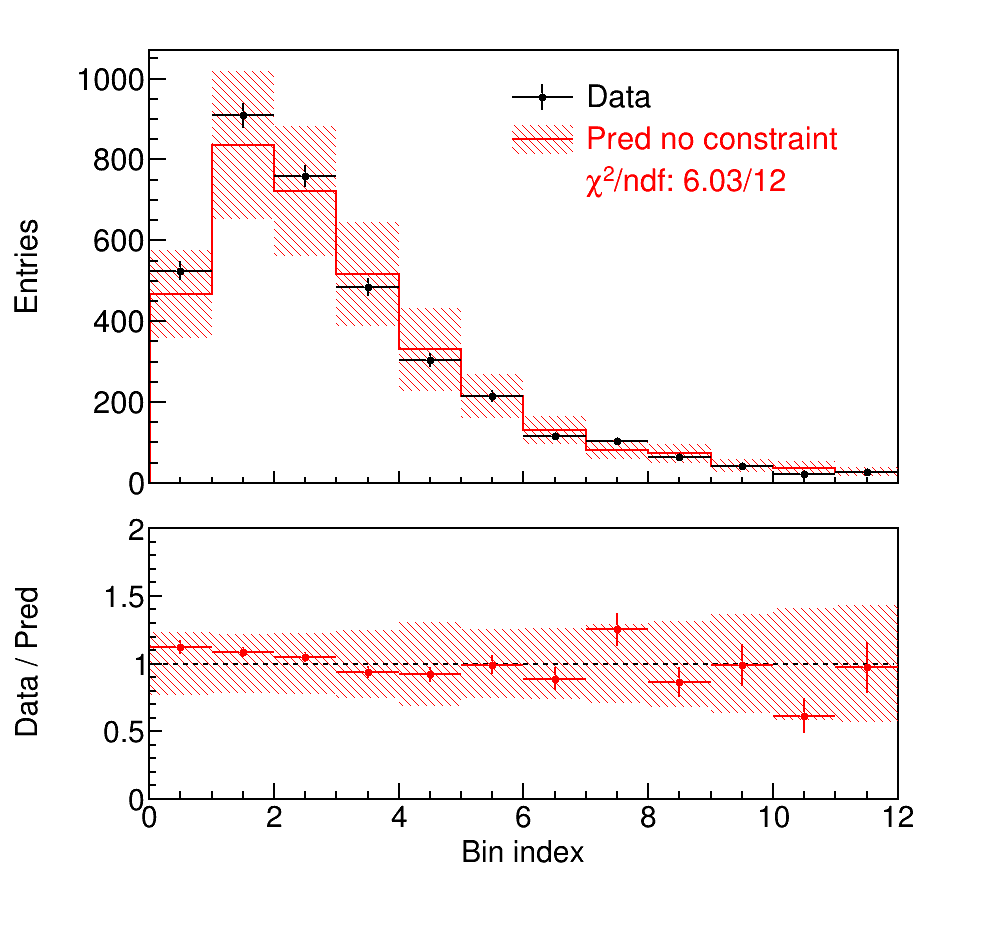 1000
800
600
400
200
0
Entries
Data
Pred no constraint
χ²/ndf: 6.03/12
2
1.5
1
0.5
0
Data / Pred
0 2 4 6 8 10 12
Bin index